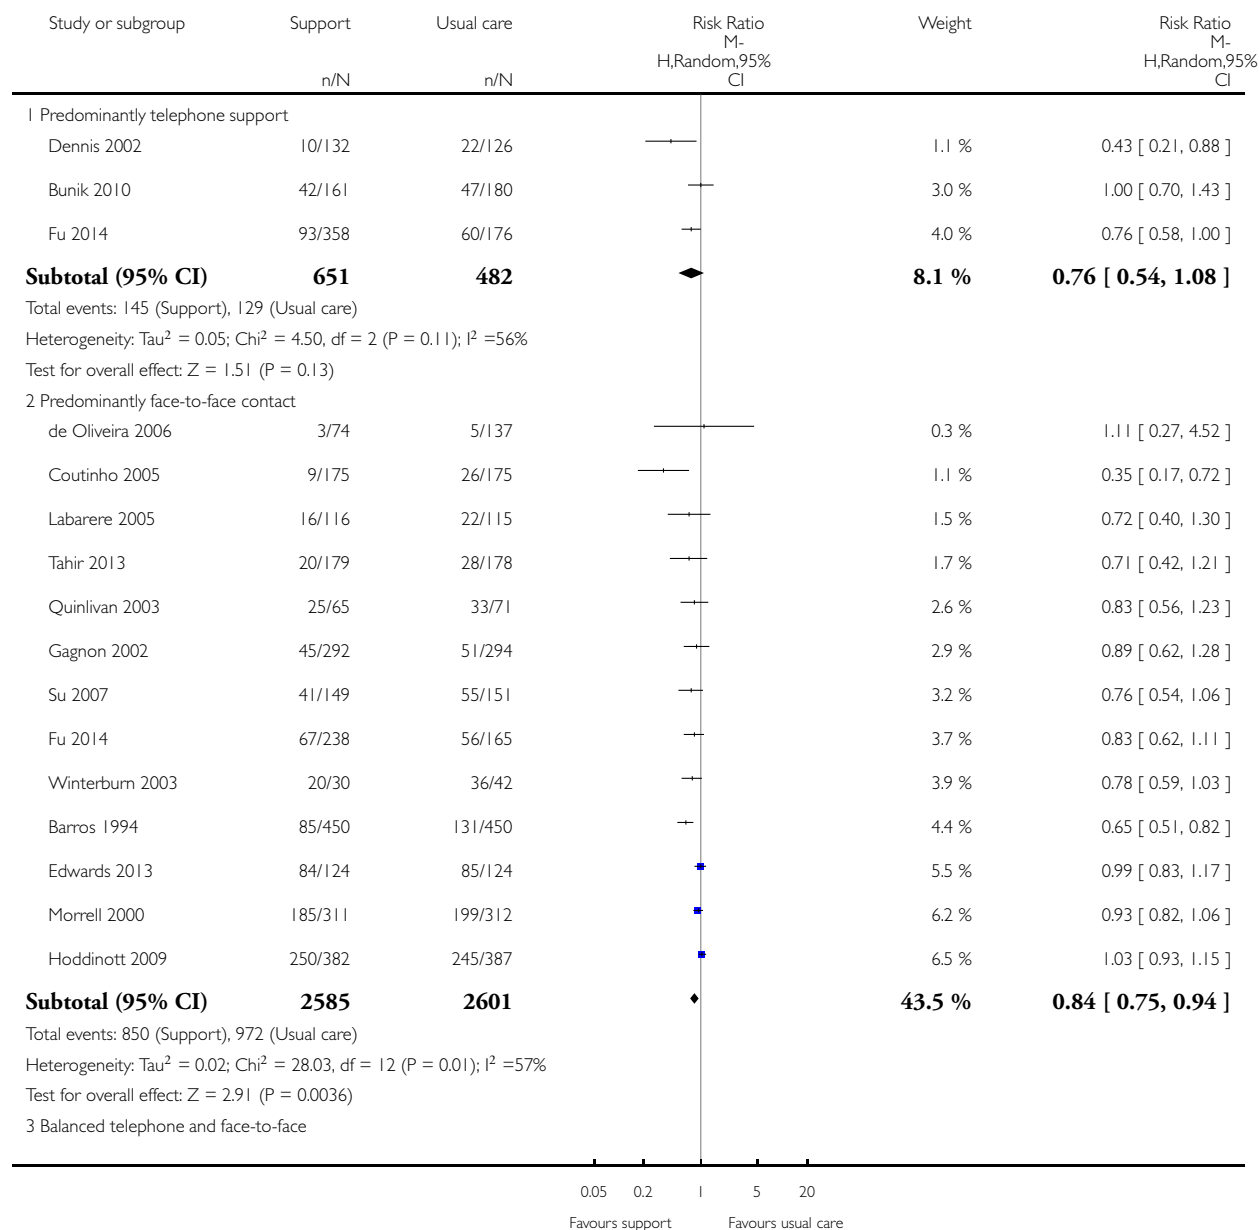 Study or subgroup Support Usual care Risk Ratio Weight Risk Ratio
M- M-
H,Random,95% H,Random,95%
n/N n/N CI CI
1 Predominantly telephone support
Dennis 2002 10/132 22/126 1.1 % 0.43 [ 0.21, 0.88 ]
Bunik 2010 42/161 47/180 3.0 % 1.00 [ 0.70, 1.43 ]
Fu 2014 93/358 60/176 4.0 % 0.76 [ 0.58, 1.00 ]
Subtotal (95% CI) 651 482 8.1 % 0.76 [ 0.54, 1.08 ]
Total events: 145 (Support), 129 (Usual care)
Heterogeneity: Tau² = 0.05; Chi² = 4.50, df = 2 (P = 0.11); I² =56%
Test for overall effect: Z = 1.51 (P = 0.13)
2 Predominantly face-to-face contact
de Oliveira 2006 3/74 5/137 0.3 % 1.11 [ 0.27, 4.52 ]
Coutinho 2005 9/175 26/175 1.1 % 0.35 [ 0.17, 0.72 ]
Labarere 2005 16/116 22/115 1.5 % 0.72 [ 0.40, 1.30 ]
Tahir 2013 20/179 28/178 1.7 % 0.71 [ 0.42, 1.21 ]
Quinlivan 2003 25/65 33/71 2.6 % 0.83 [ 0.56, 1.23 ]
Gagnon 2002 45/292 51/294 2.9 % 0.89 [ 0.62, 1.28 ]
Su 2007 41/149 55/151 3.2 % 0.76 [ 0.54, 1.06 ]
Fu 2014 67/238 56/165 3.7 % 0.83 [ 0.62, 1.11 ]
Winterburn 2003 20/30 36/42 3.9 % 0.78 [ 0.59, 1.03 ]
Barros 1994 85/450 131/450 4.4 % 0.65 [ 0.51, 0.82 ]
Edwards 2013 84/124 85/124 5.5 % 0.99 [ 0.83, 1.17 ]
Morrell 2000 185/311 199/312 6.2 % 0.93 [ 0.82, 1.06 ]
Hoddinott 2009 250/382 245/387 6.5 % 1.03 [ 0.93, 1.15 ]
Subtotal (95% CI) 2585 2601 43.5 % 0.84 [ 0.75, 0.94 ]
Total events: 850 (Support), 972 (Usual care)
Heterogeneity: Tau² = 0.02; Chi² = 28.03, df = 12 (P = 0.01); I² =57%
Test for overall effect: Z = 2.91 (P = 0.0036)
3 Balanced telephone and face-to-face
0.05 0.2 1 5 20
Favours support Favours usual care